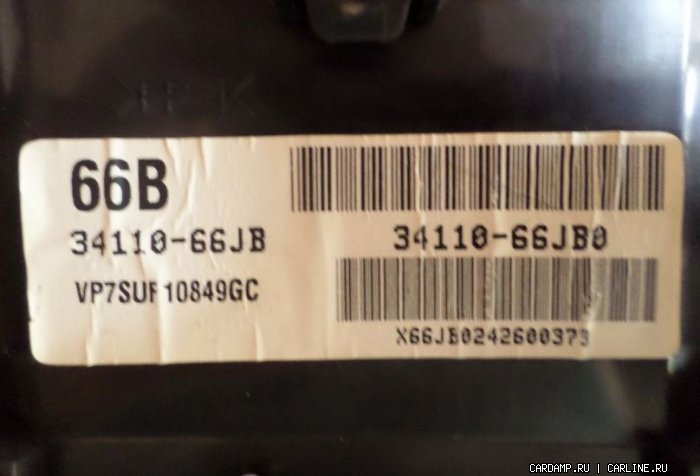 66B
34110-66JB
VP7SUF10849GC
34110-66JB0
X66JB0242600373
CARDAMP.RU | CARLINE.RU